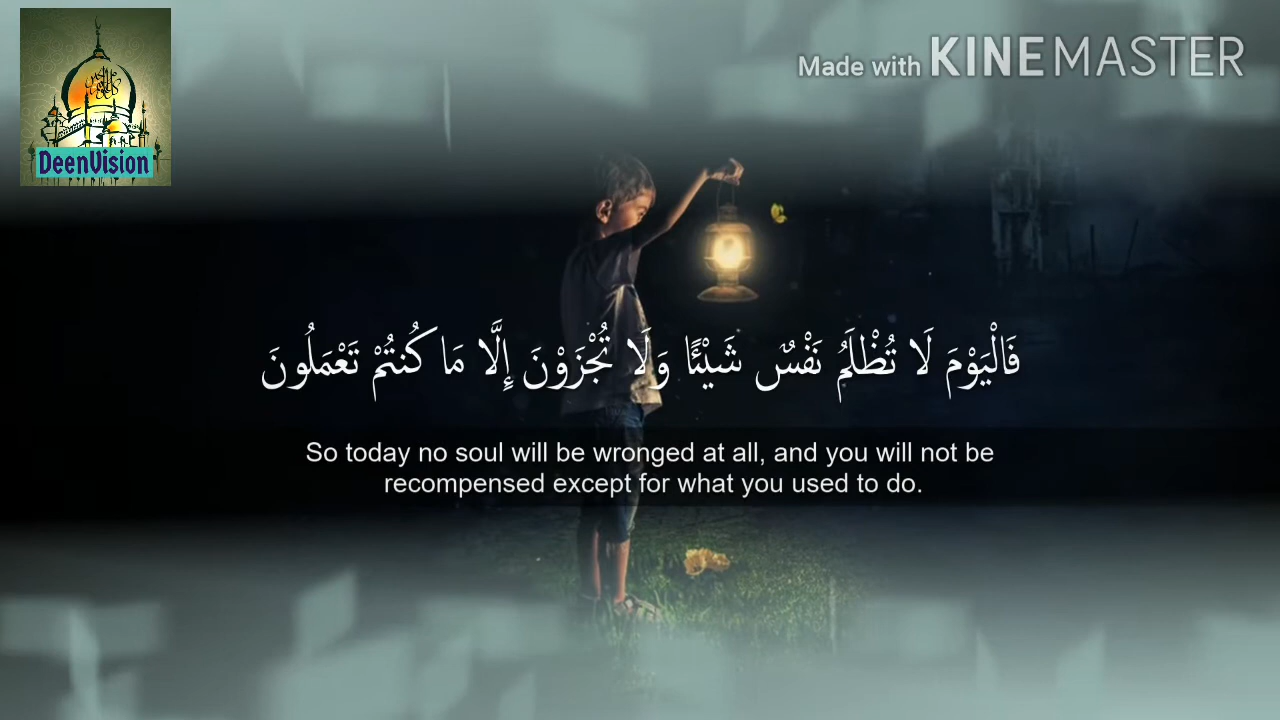 Made with KINEMASTER
DeenVision
فَالْيَوْمَ لَا تُظْلَمُ نَفْسٌ شَيْئًا وَلَا تُجْزَوْنَ إِلَّا مَا كُنتُمْ تَعْمَلُونَ
So today no soul will be wronged at all, and you will not be
recompensed except for what you used to do.